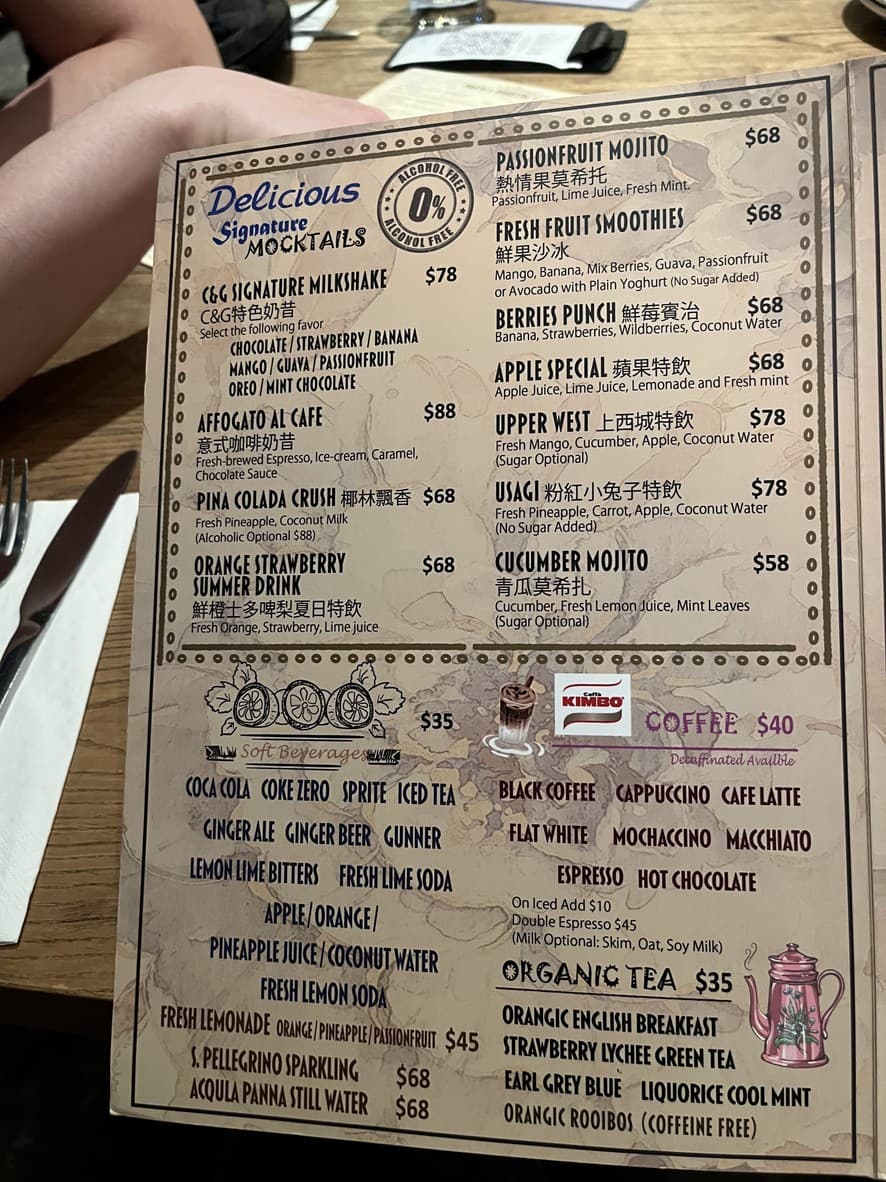 Delicious
Signature
MOCKTAILS
ALCOHOL FREE
0%
ALCOHOL FREE
C&G SIGNATURE MILKSHAKE $78
C&G特色奶昔
Select the following favor
CHOCOLATE / STRAWBERRY / BANANA
MANGO / GUAVA / PASSIONFRUIT
OREO / MINT CHOCOLATE
AFFOGATO AL CAFE $88
意式咖啡奶昔
Fresh-brewed Espresso, Ice-cream, Caramel,
Chocolate Sauce
PINA COLADA CRUSH 椰林飄香 $68
Fresh Pineapple, Coconut Milk
(Alcoholic Optional $88)
ORANGE STRAWBERRY $68
SUMMER DRINK
鮮橙士多啤梨夏日特飲
Fresh Orange, Strawberry, Lime juice
PASSIONFRUIT MOJITO $68
熱情果莫希托
Passionfruit, Lime Juice, Fresh Mint.
FRESH FRUIT SMOOTHIES $68
鮮果沙冰
Mango, Banana, Mix Berries, Guava, Passionfruit
or Avocado with Plain Yoghurt (No Sugar Added)
BERRIES PUNCH 鮮莓賓治 $68
Banana, Strawberries, Wildberries, Coconut Water
APPLE SPECIAL 蘋果特飲 $68
Apple Juice, Lime Juice, Lemonade and Fresh mint
UPPER WEST 上西城特飲 $78
Fresh Mango, Cucumber, Apple, Coconut Water
(Sugar Optional)
USAGI 粉紅小兔子特飲 $78
Fresh Pineapple, Carrot, Apple, Coconut Water
(No Sugar Added)
CUCUMBER MOJITO $58
青瓜莫希扎
Cucumber, Fresh Lemon Juice, Mint Leaves
(Sugar Optional)
$35
Soft Beverages
COCA COLA COKE ZERO SPRITE ICED TEA
GINGER ALE GINGER BEER GUNNER
LEMON LIME BITTERS FRESH LIME SODA
APPLE / ORANGE /
PINEAPPLE JUICE / COCONUT WATER
FRESH LEMON SODA
FRESH LEMONADE ORANGE / PINEAPPLE / PASSIONFRUIT $45
S. PELLEGRINO SPARKLING $68
ACQULA PANNA STILL WATER $68
Caffè
KIMBO
COFFEE $40
Decaffinated Availble
BLACK COFFEE CAPPUCCINO CAFE LATTE
FLAT WHITE MOCHACCINO MACCHIATO
ESPRESSO HOT CHOCOLATE
On Iced Add $10
Double Espresso $45
(Milk Optional: Skim, Oat, Soy Milk)
ORGANIC TEA $35
ORANGIC ENGLISH BREAKFAST
STRAWBERRY LYCHEE GREEN TEA
EARL GREY BLUE LIQUORICE COOL MINT
ORANGIC ROOIBOS (COFFEINE FREE)